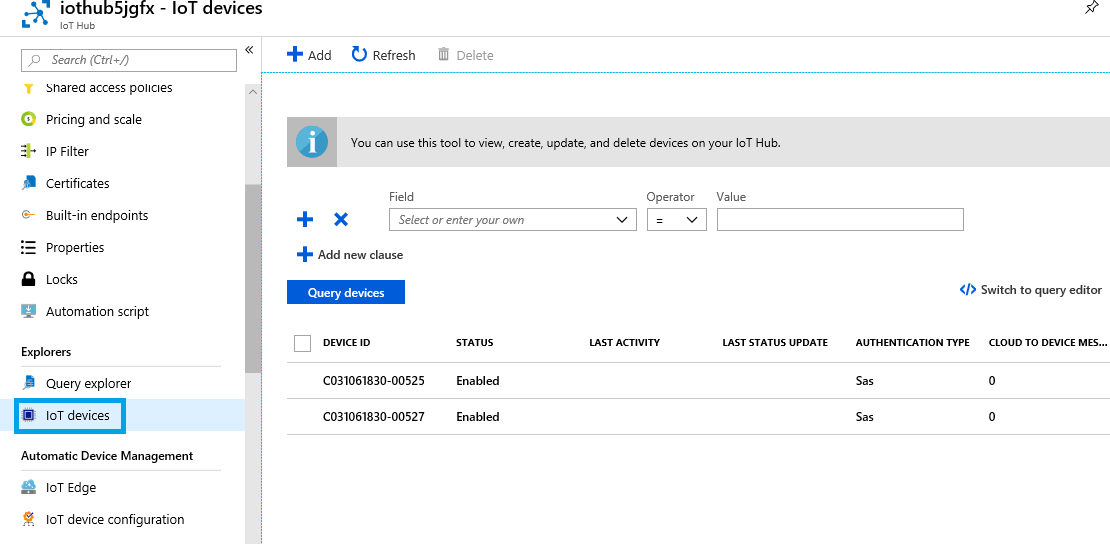 iothub5jgfx - IoT devices
IoT Hub
Search (Ctrl+/)
Shared access policies
Pricing and scale
IP Filter
Certificates
Built-in endpoints
Properties
Locks
Automation script
Explorers
Query explorer
IoT devices
Automatic Device Management
IoT Edge
IoT device configuration
Add Refresh Delete
You can use this tool to view, create, update, and delete devices on your IoT Hub.
Field Operator Value
Select or enter your own =
Add new clause
Query devices
</> Switch to query editor
DEVICE ID STATUS LAST ACTIVITY LAST STATUS UPDATE AUTHENTICATION TYPE CLOUD TO DEVICE MES...
C031061830-00525 Enabled Sas 0
C031061830-00527 Enabled Sas 0